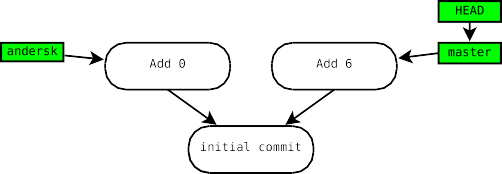 HEAD
andersk
Add 0
Add 6
master
initial commit